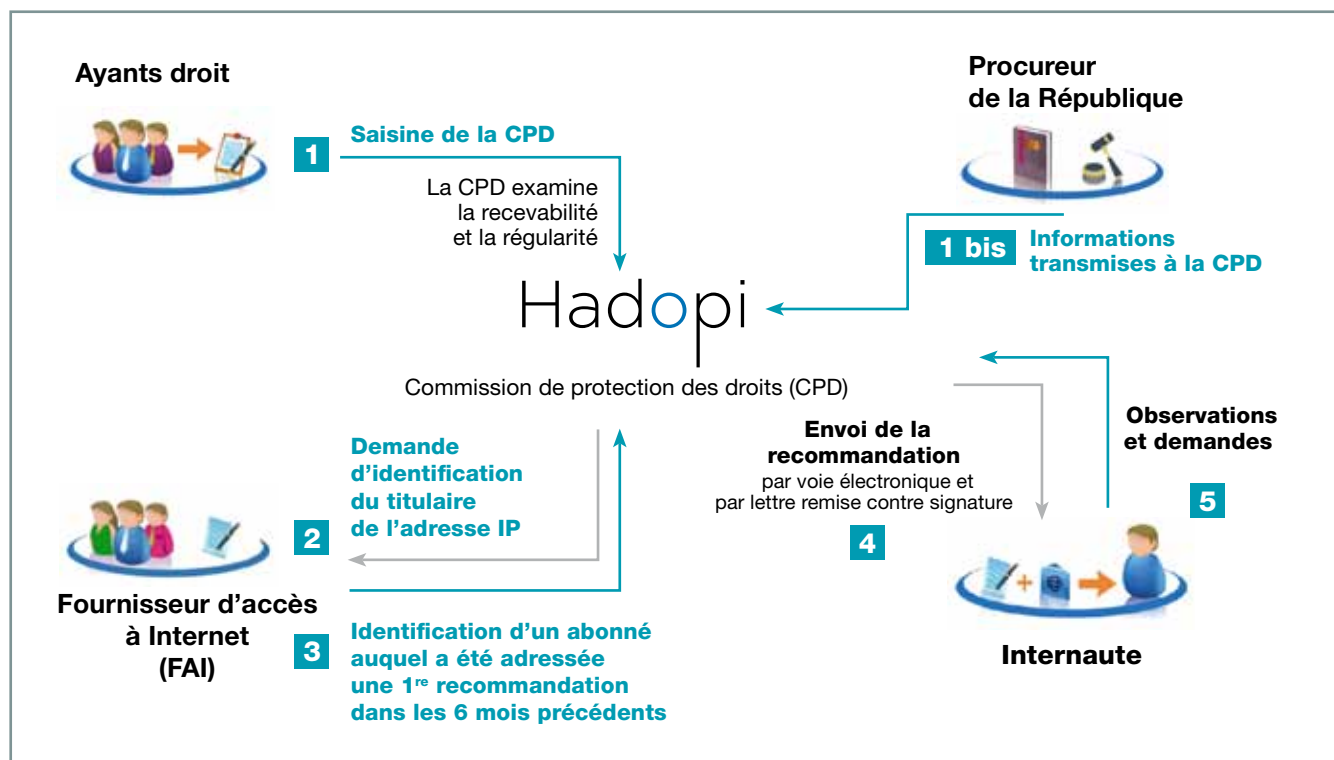 Ayants droit
1
Saisine de la CPD
La CPD examine
la recevabilité
et la régularité
Procureur
de la République
1 bis
Informations
transmises à la CPD
Hadopi
Commission de protection des droits (CPD)
Demande
d'identification
du titulaire
de l'adresse IP
2
Fournisseur d'accès
à Internet
(FAI)
3
Identification d'un abonné
auquel a été adressée
une 1re recommandation
dans les 6 mois précédents
Envoi de la
recommandation
par voie électronique et
par lettre remise contre signature
4
Observations
et demandes
5
Internaute